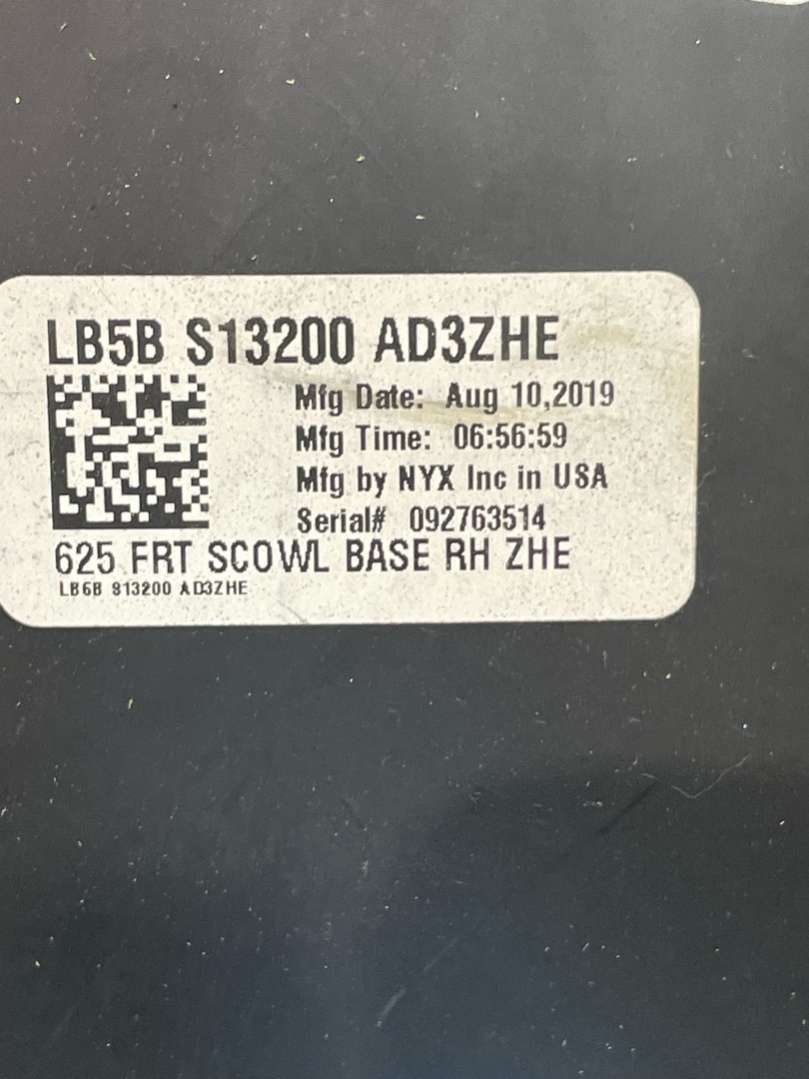 LB5B S13200 AD3ZHE
Mfg Date: Aug 10,2019
Mfg Time: 06:56:59
Mfg by NYX Inc in USA
Serial# 092763514
625 FRT SCOWL BASE RH ZHE
LB5B S13200 AD3ZHE